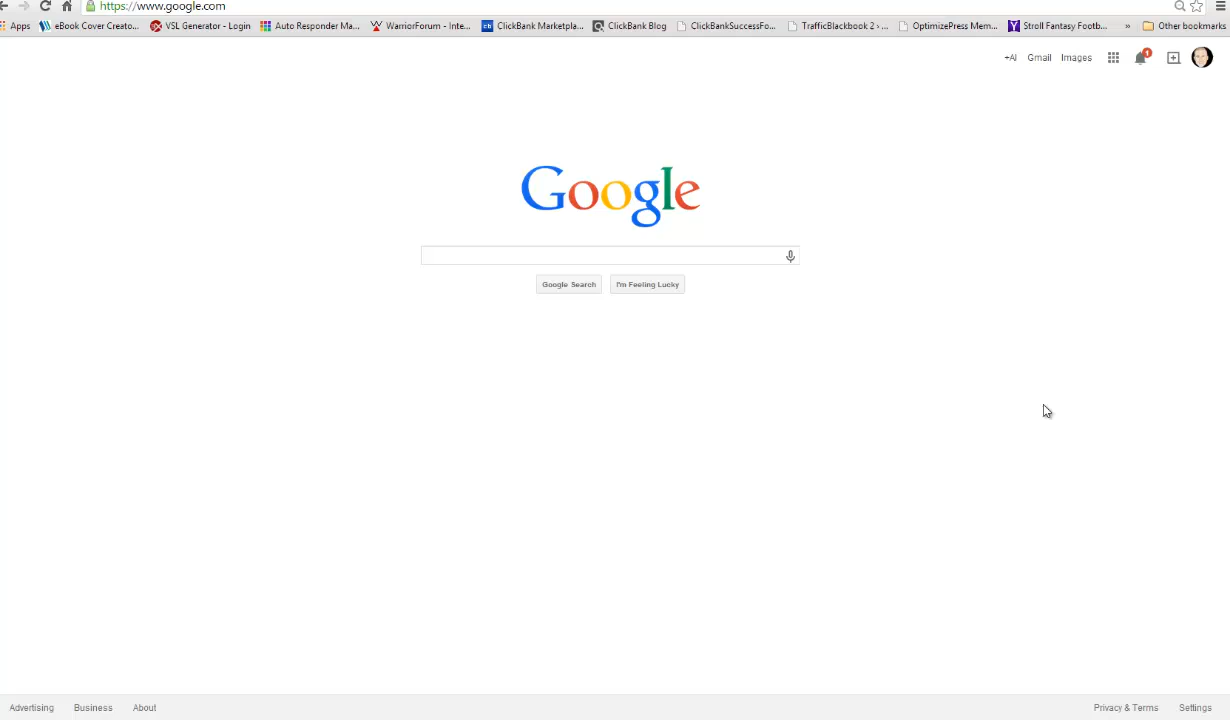 https://www.google.com
Apps eBook Cover Creato... VSL Generator - Login Auto Responder Ma... WarriorForum - Inte... ClickBank Marketpla... ClickBank Blog ClickBankSuccessFo... TrafficBlackbook 2 › ... OptimizePress Mem... Stroll Fantasy Footb... » Other bookmarks
+Al Gmail Images 1
Google
Google Search I'm Feeling Lucky
Advertising Business About Privacy & Terms Settings